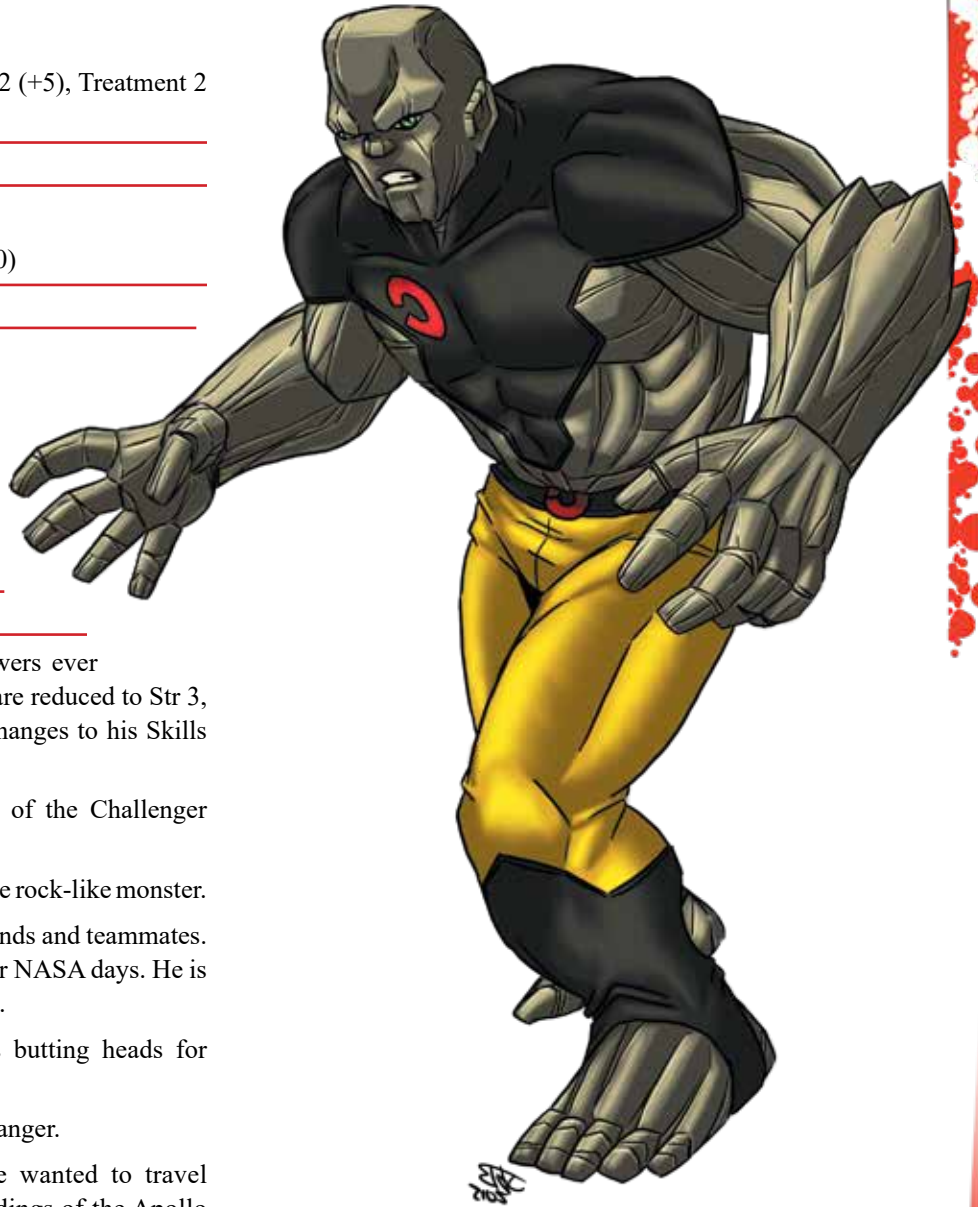 2 (+5), Treatment 2
0)
wers ever
are reduced to Str 3,
hanges to his Skills
of the Challenger
e rock-like monster.
nds and teammates.
r NASA days. He is
.
butting heads for
anger.
e wanted to travel
dings of the Apollo